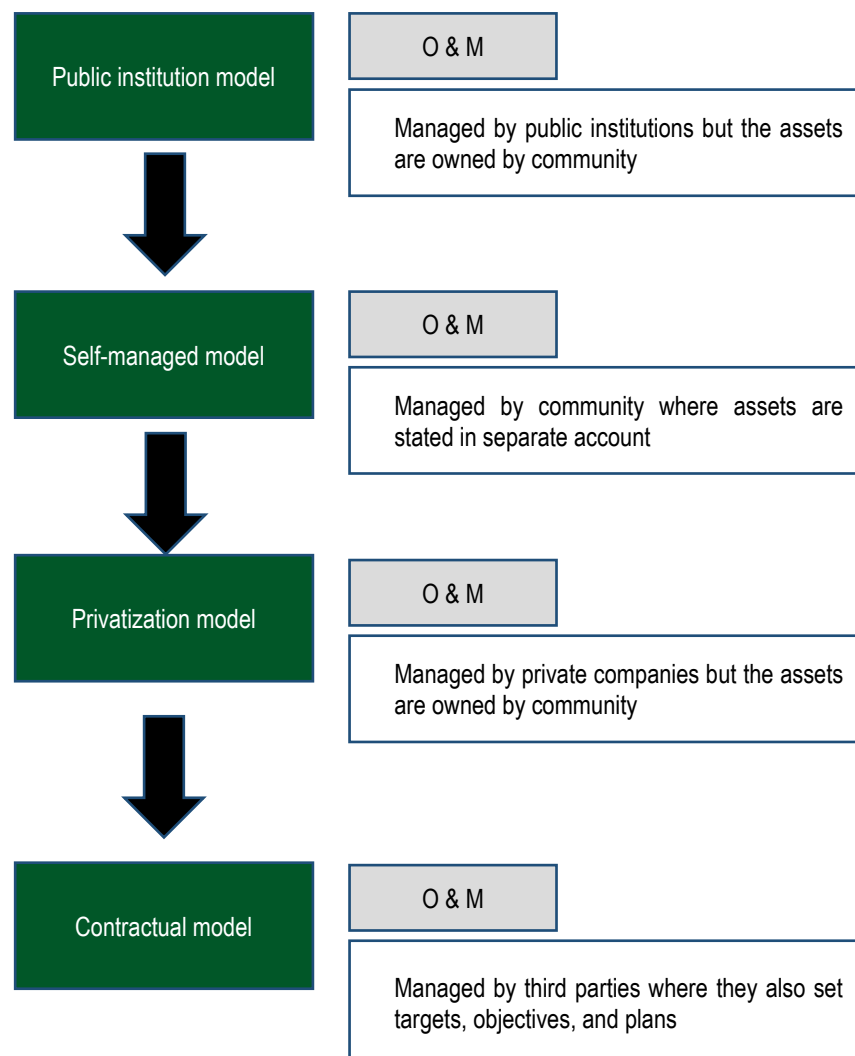 Public institution model
O & M
Managed by public institutions but the assets
are owned by community
Self-managed model
O & M
Managed by community where assets are
stated in separate account
Privatization model
O & M
Managed by private companies but the assets
are owned by community
Contractual model
O & M
Managed by third parties where they also set
targets, objectives, and plans